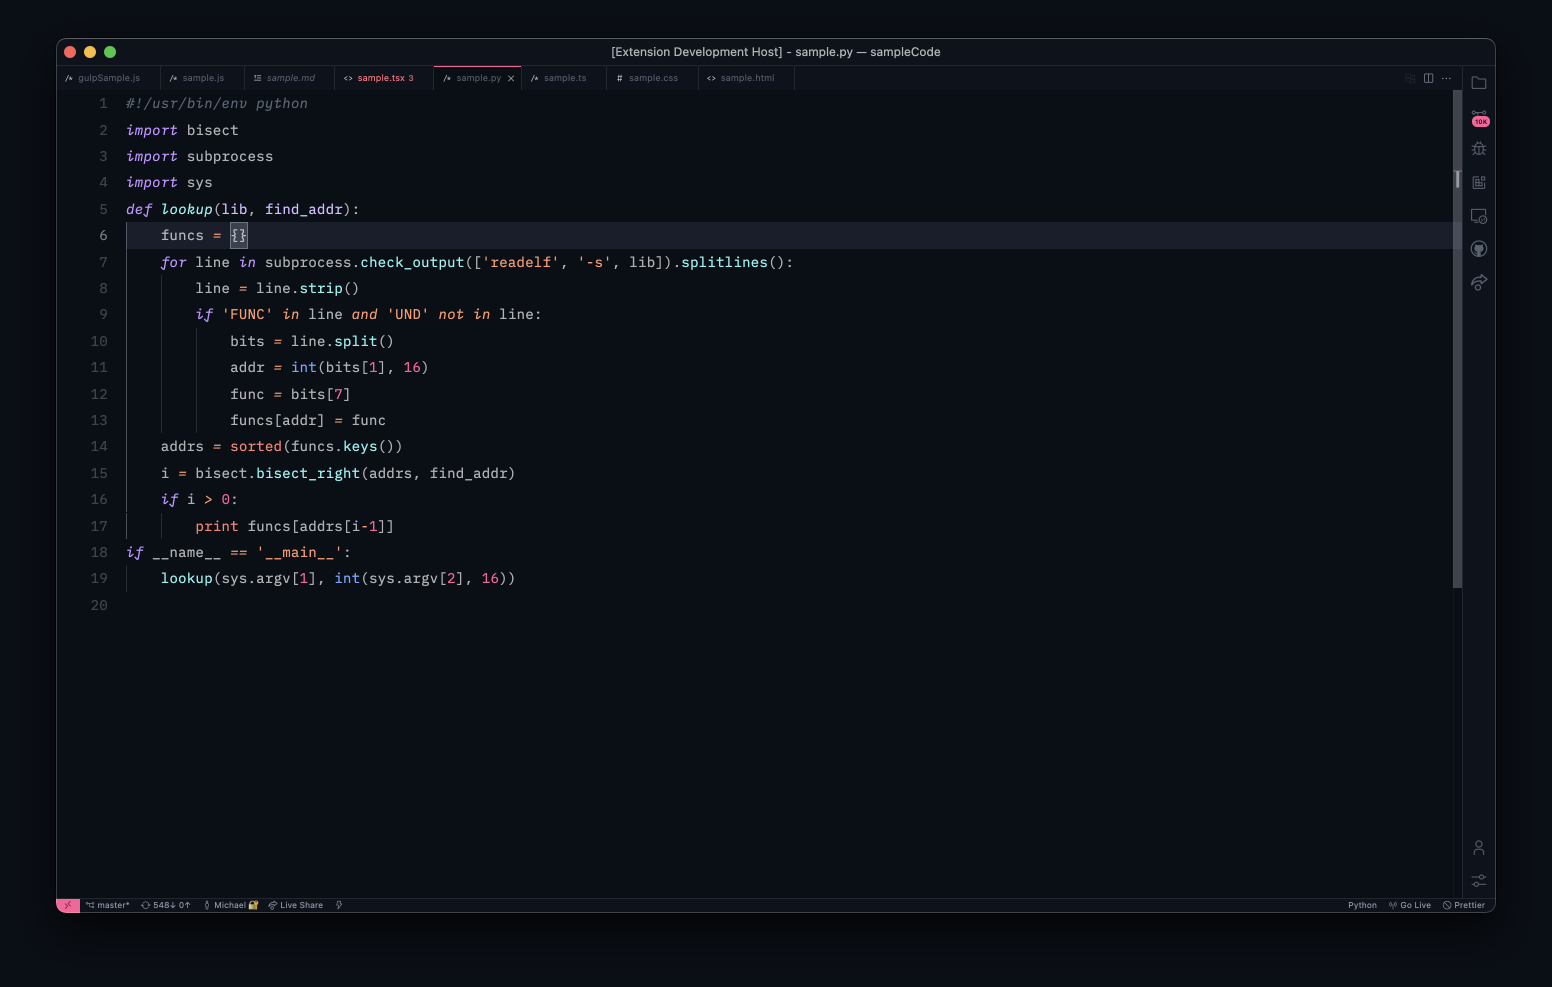 [Extension Development Host] - sample.py — sampleCode
gulpSample.js sample.js sample.md sample.tsx 3 sample.py sample.ts sample.css sample.html
1 #!/usr/bin/env python
2 import bisect
3 import subprocess
4 import sys
5 def lookup(lib, find_addr):
6 funcs = {}
7 for line in subprocess.check_output(['readelf', '-s', lib]).splitlines():
8 line = line.strip()
9 if 'FUNC' in line and 'UND' not in line:
10 bits = line.split()
11 addr = int(bits[1], 16)
12 func = bits[7]
13 funcs[addr] = func
14 addrs = sorted(funcs.keys())
15 i = bisect.bisect_right(addrs, find_addr)
16 if i > 0:
17 print funcs[addrs[i-1]]
18 if __name__ == '__main__':
19 lookup(sys.argv[1], int(sys.argv[2], 16))
20
10K
master* 548↓ 0↑ Michael Live Share Python Go Live Prettier